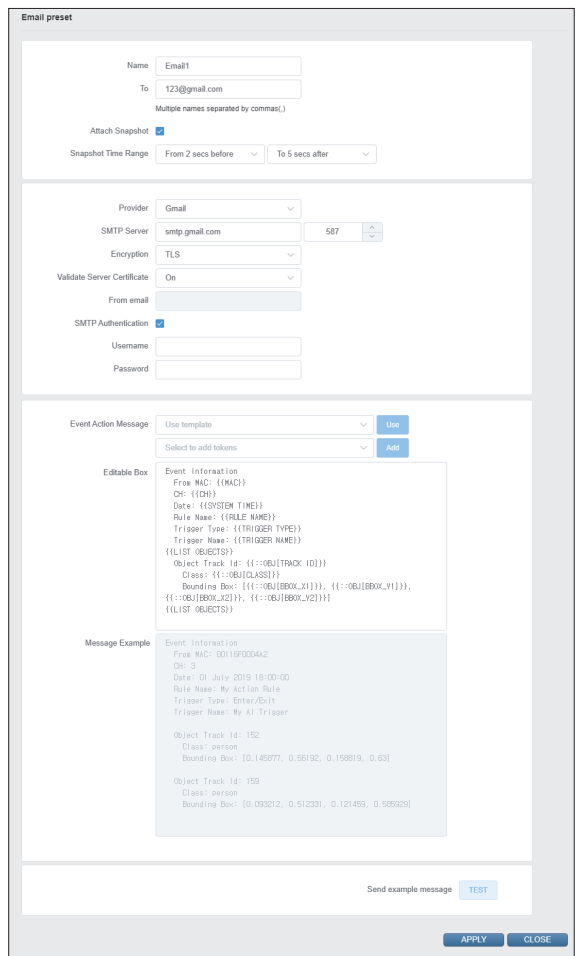 Email preset
Name Email1
To 123@gmail.com
Multiple names separated by commas(,)
Attach Snapshot
Snapshot Time Range From 2 secs before To 5 secs after
Provider Gmail
SMTP Server smtp.gmail.com 587
Encryption TLS
Validate Server Certificate On
From email
SMTP Authentication
Username
Password
Event Action Message Use template Use
Select to add tokens Add
Editable Box
Event Information
From MAC: {{MAC}}
CH: {{CH}}
Date: {{SYSTEM TIME}}
Rule Name: {{RULE NAME}}
Trigger Type: {{TRIGGER TYPE}}
Trigger Name: {{TRIGGER NAME}}
{{LIST OBJECTS}}
Object Track Id: {{::OBJ[TRACK ID]}}
Class: {{::OBJ[CLASS]}}
Bounding Box: [{{::OBJ[BBOX_X1]}}, {{::OBJ[BBOX_Y1]}},
{{::OBJ[BBOX_X2]}}, {{::OBJ[BBOX_Y2]}}]
{{LIST OBJECTS}}
Message Example
Event Information
From MAC: 00116F0004A2
CH: 3
Date: 01 July 2019 18:00:00
Rule Name: My Action Rule
Trigger Type: Enter/Exit
Trigger Name: My AI Trigger
Object Track Id: 152
Class: person
Bounding Box: [0.145877, 0.56192, 0.158819, 0.63]
Object Track Id: 159
Class: person
Bounding Box: [0.093212, 0.512331, 0.121459, 0.585929]
Send example message TEST
APPLY CLOSE